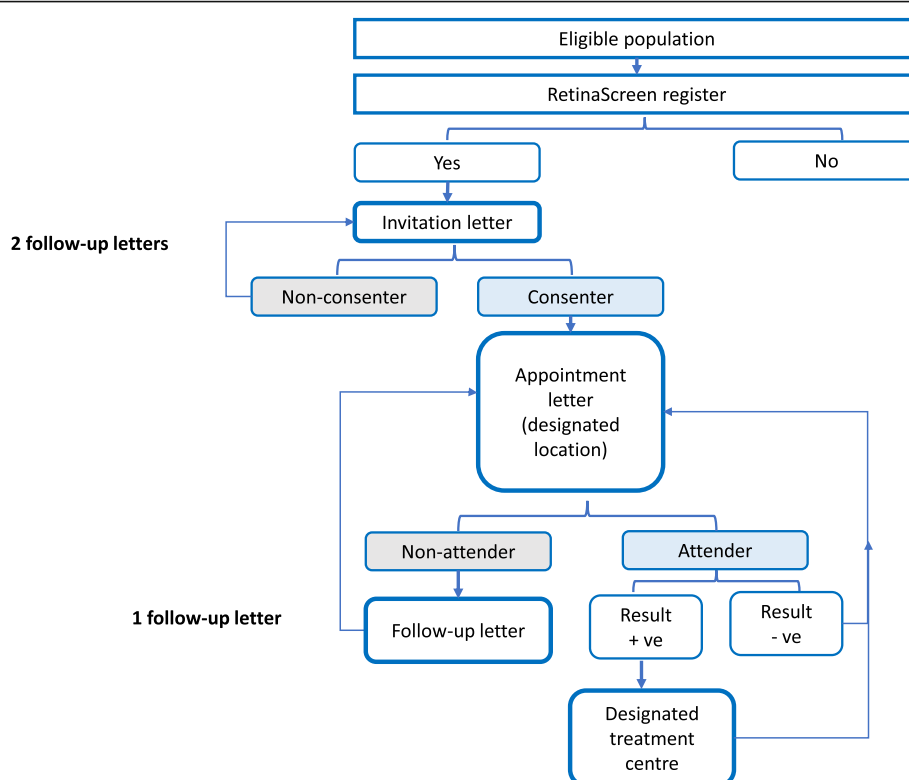 Eligible population
RetinaScreen register
Yes
No
Invitation letter
2 follow-up letters
Non-consenter
Consenter
Appointment
letter
(designated
location)
Non-attender
Attender
1 follow-up letter
Follow-up letter
Result
+ ve
Result
- ve
Designated
treatment
centre